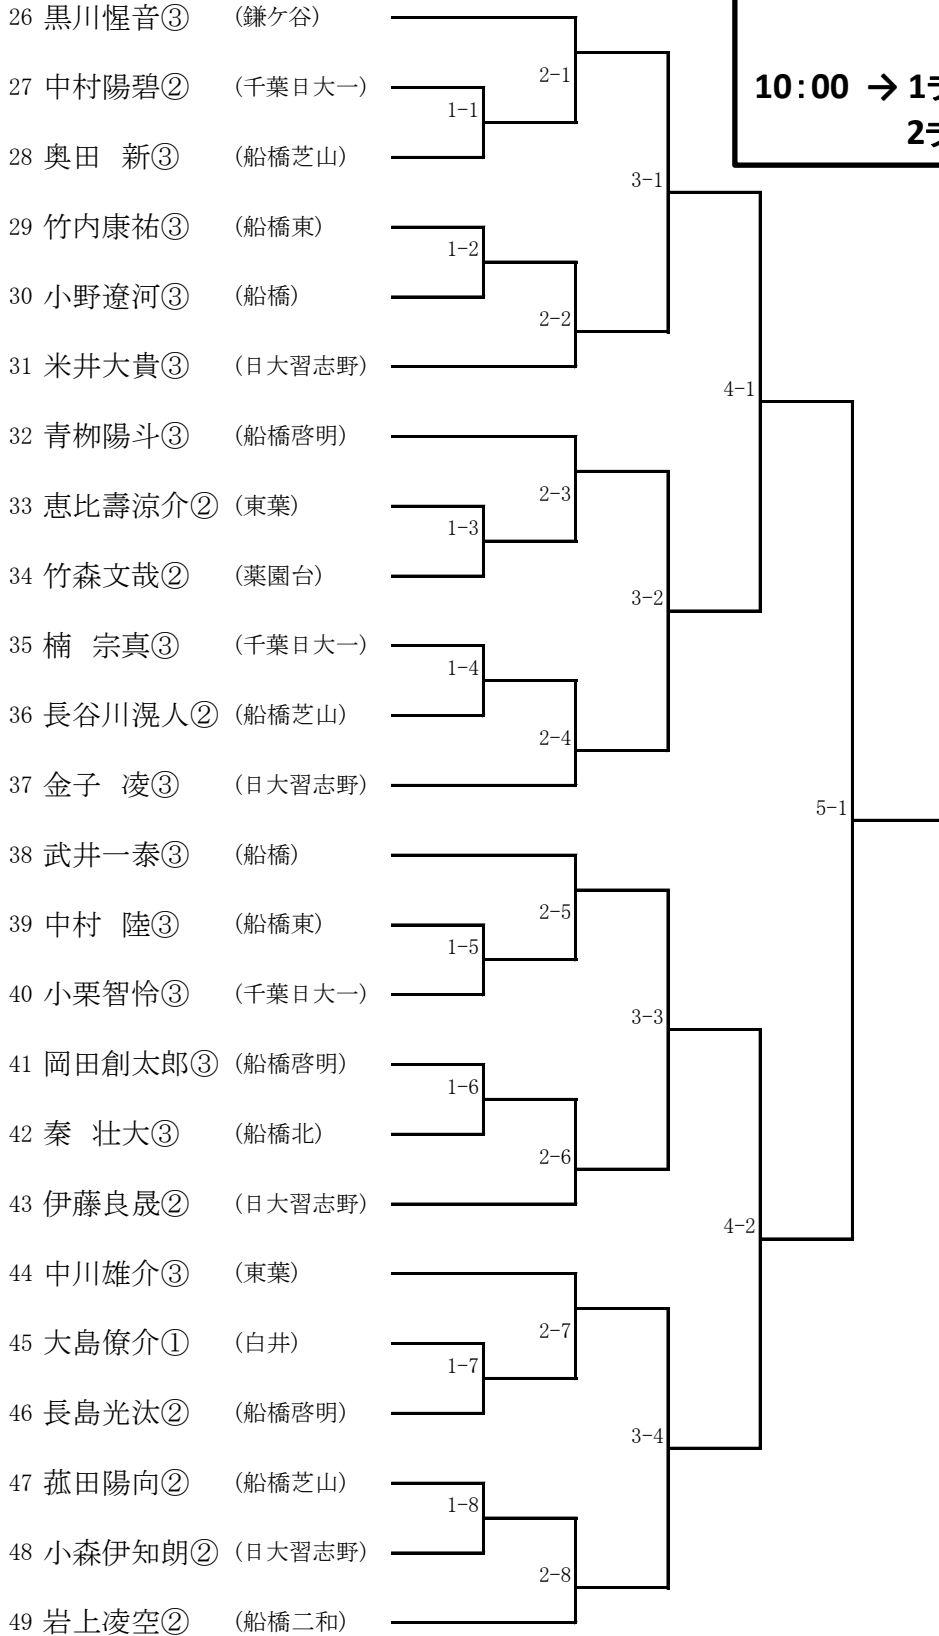 26 黒川惺音③ (鎌ケ谷)
2-1
10:00 → 1ラ
27 中村陽碧② (千葉日大一)
1-1
2ラ
28 奥田 新③ (船橋芝山)
3-1
29 竹内康祐③ (船橋東)
1-2
30 小野遼河③ (船橋)
2-2
31 米井大貴③ (日大習志野)
4-1
32 青栁陽斗③ (船橋啓明)
2-3
33 恵比壽涼介② (東葉)
1-3
34 竹森文哉② (薬園台)
3-2
35 楠 宗真③ (千葉日大一)
1-4
36 長谷川滉人② (船橋芝山)
2-4
37 金子 凌③ (日大習志野)
5-1
38 武井一泰③ (船橋)
2-5
39 中村 陸③ (船橋東)
1-5
40 小栗智怜③ (千葉日大一)
3-3
41 岡田創太郎③ (船橋啓明)
1-6
42 秦 壮大③ (船橋北)
2-6
43 伊藤良晟② (日大習志野)
4-2
44 中川雄介③ (東葉)
2-7
45 大島僚介① (白井)
1-7
46 長島光汰② (船橋啓明)
3-4
47 菰田陽向② (船橋芝山)
1-8
48 小森伊知朗② (日大習志野)
2-8
49 岩上凌空② (船橋二和)